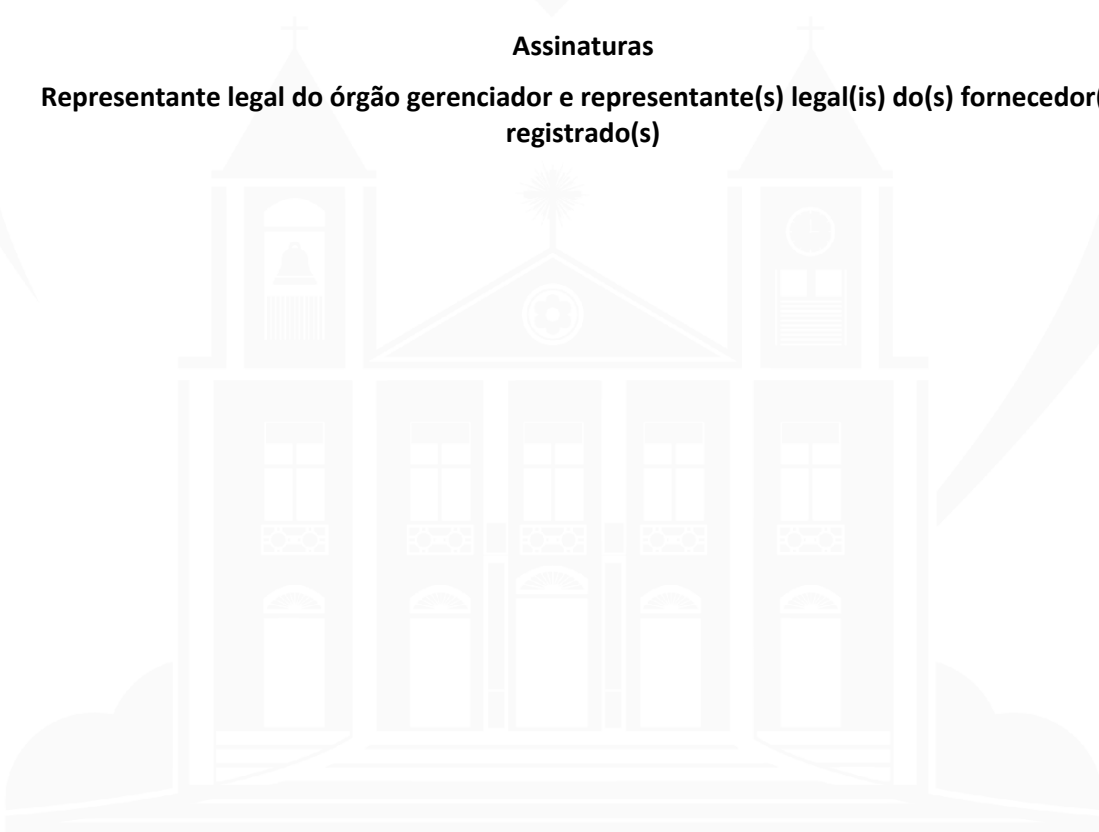 Assinaturas
Representante legal do órgão gerenciador e representante(s) legal(is) do(s) fornecedor(
registrado(s)